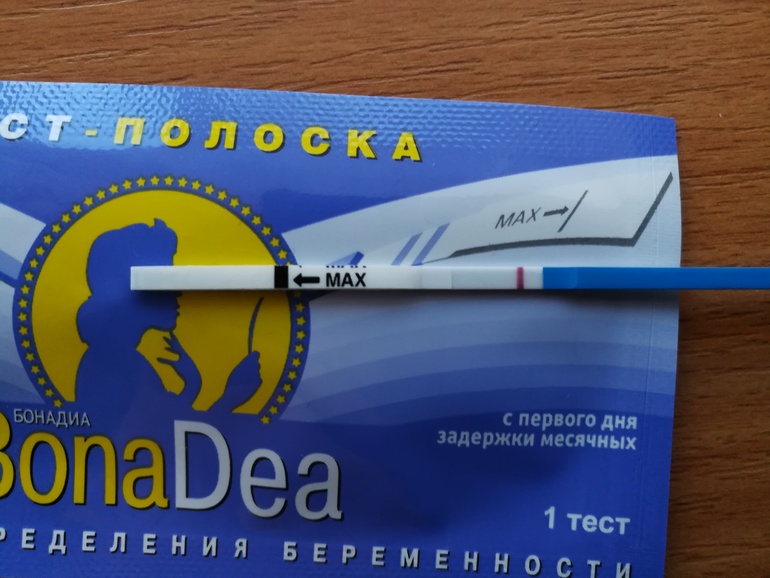 СТ-ПОЛОСКА
MAX
MAX
БОНАДИА
BonaDea
с первого дня
задержки месячных
1 тест
РЕДЕЛЕНИЯ БЕРЕМЕННОСТИ